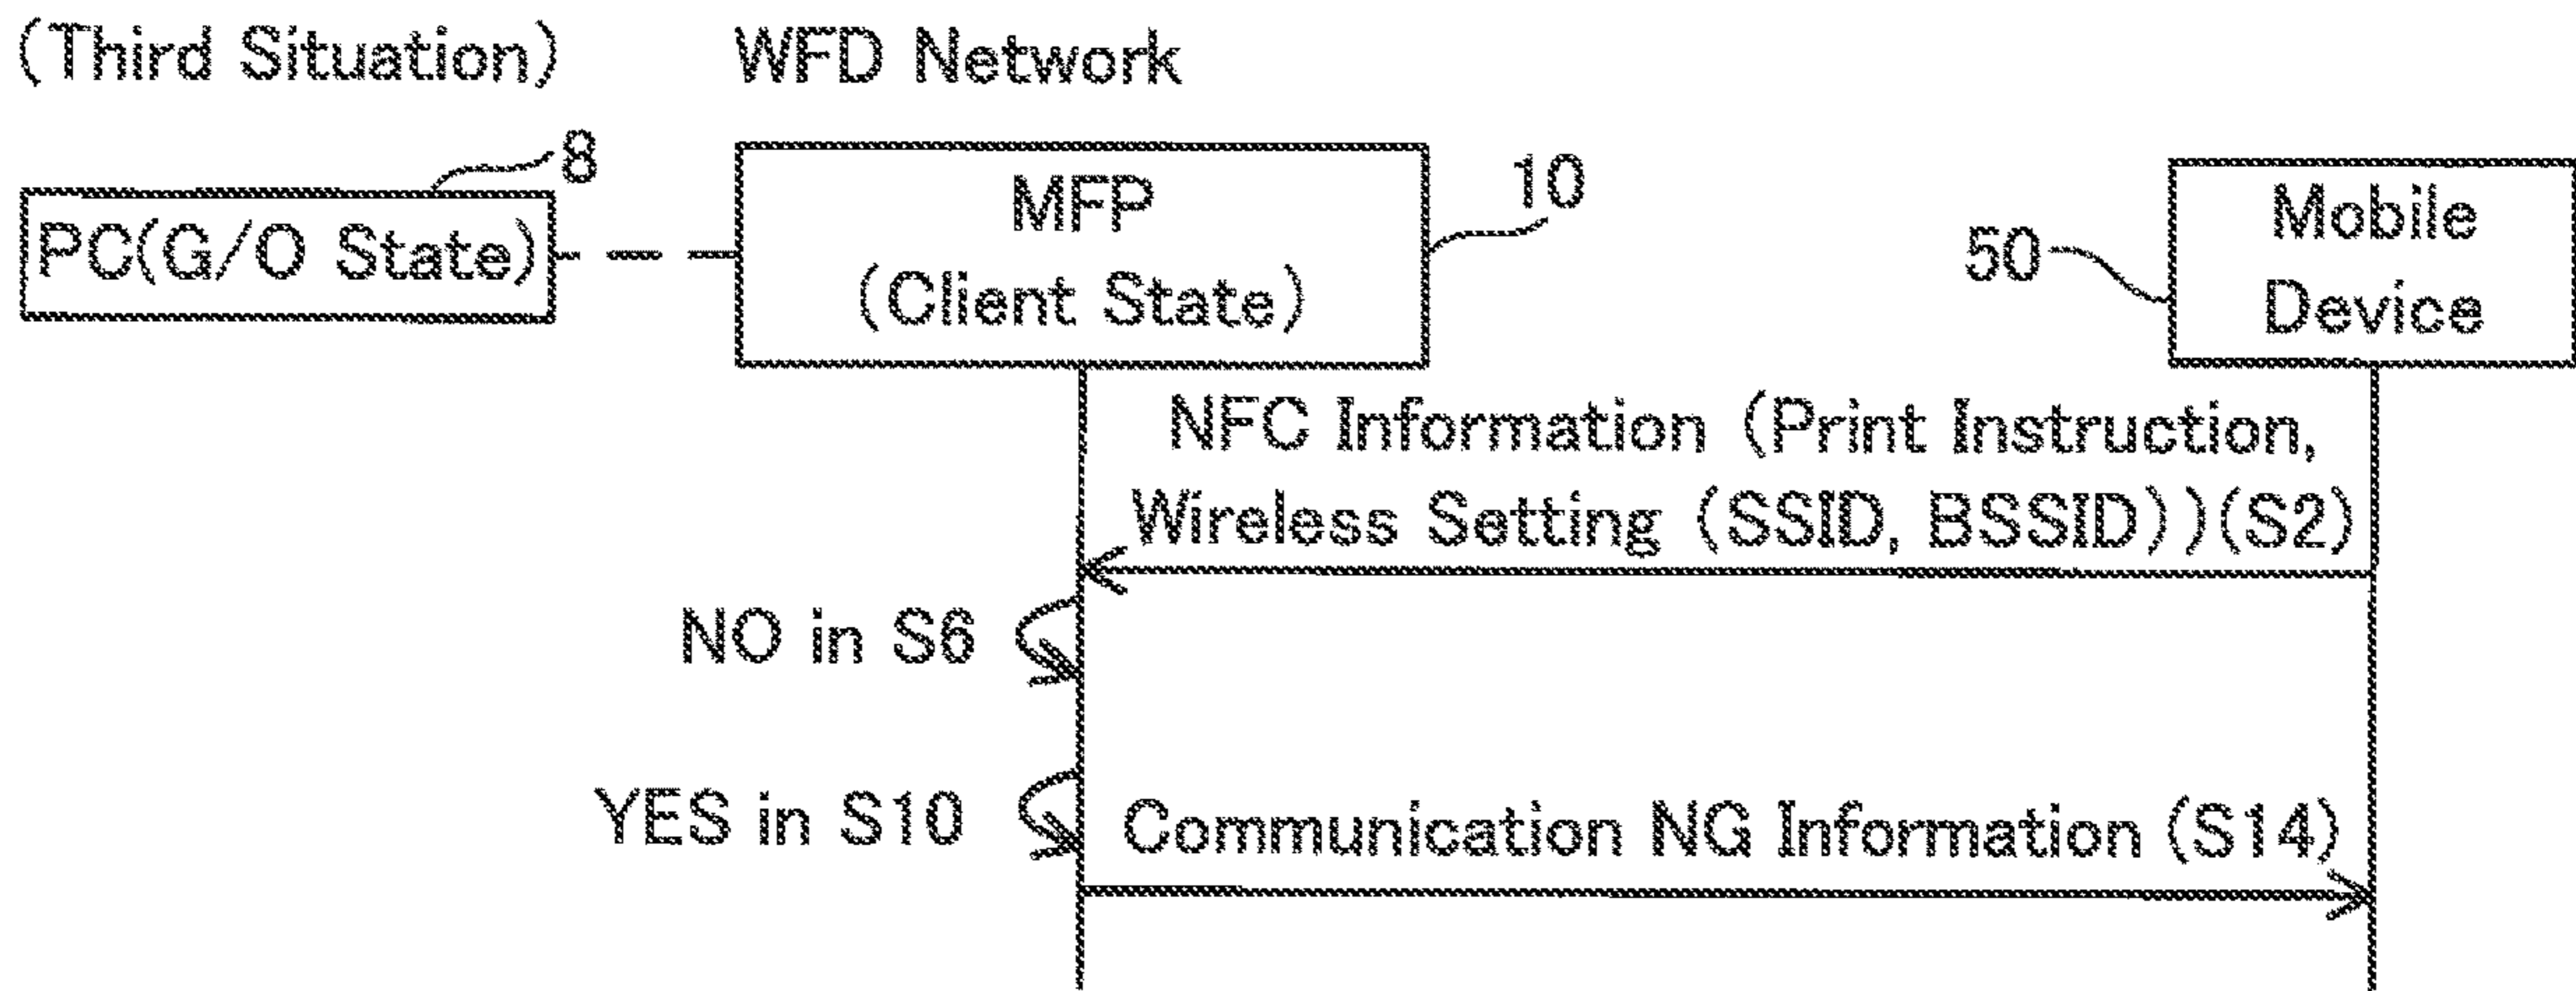 (Third Situation)
WFD Network
8
PC(G/O State)
MFP
(Client State)
10
50
Mobile
Device
NFC Information (Print Instruction,
Wireless Setting (SSID, BSSID))(S2)
NO in S6
YES in S10
Communication NG Information (S14)